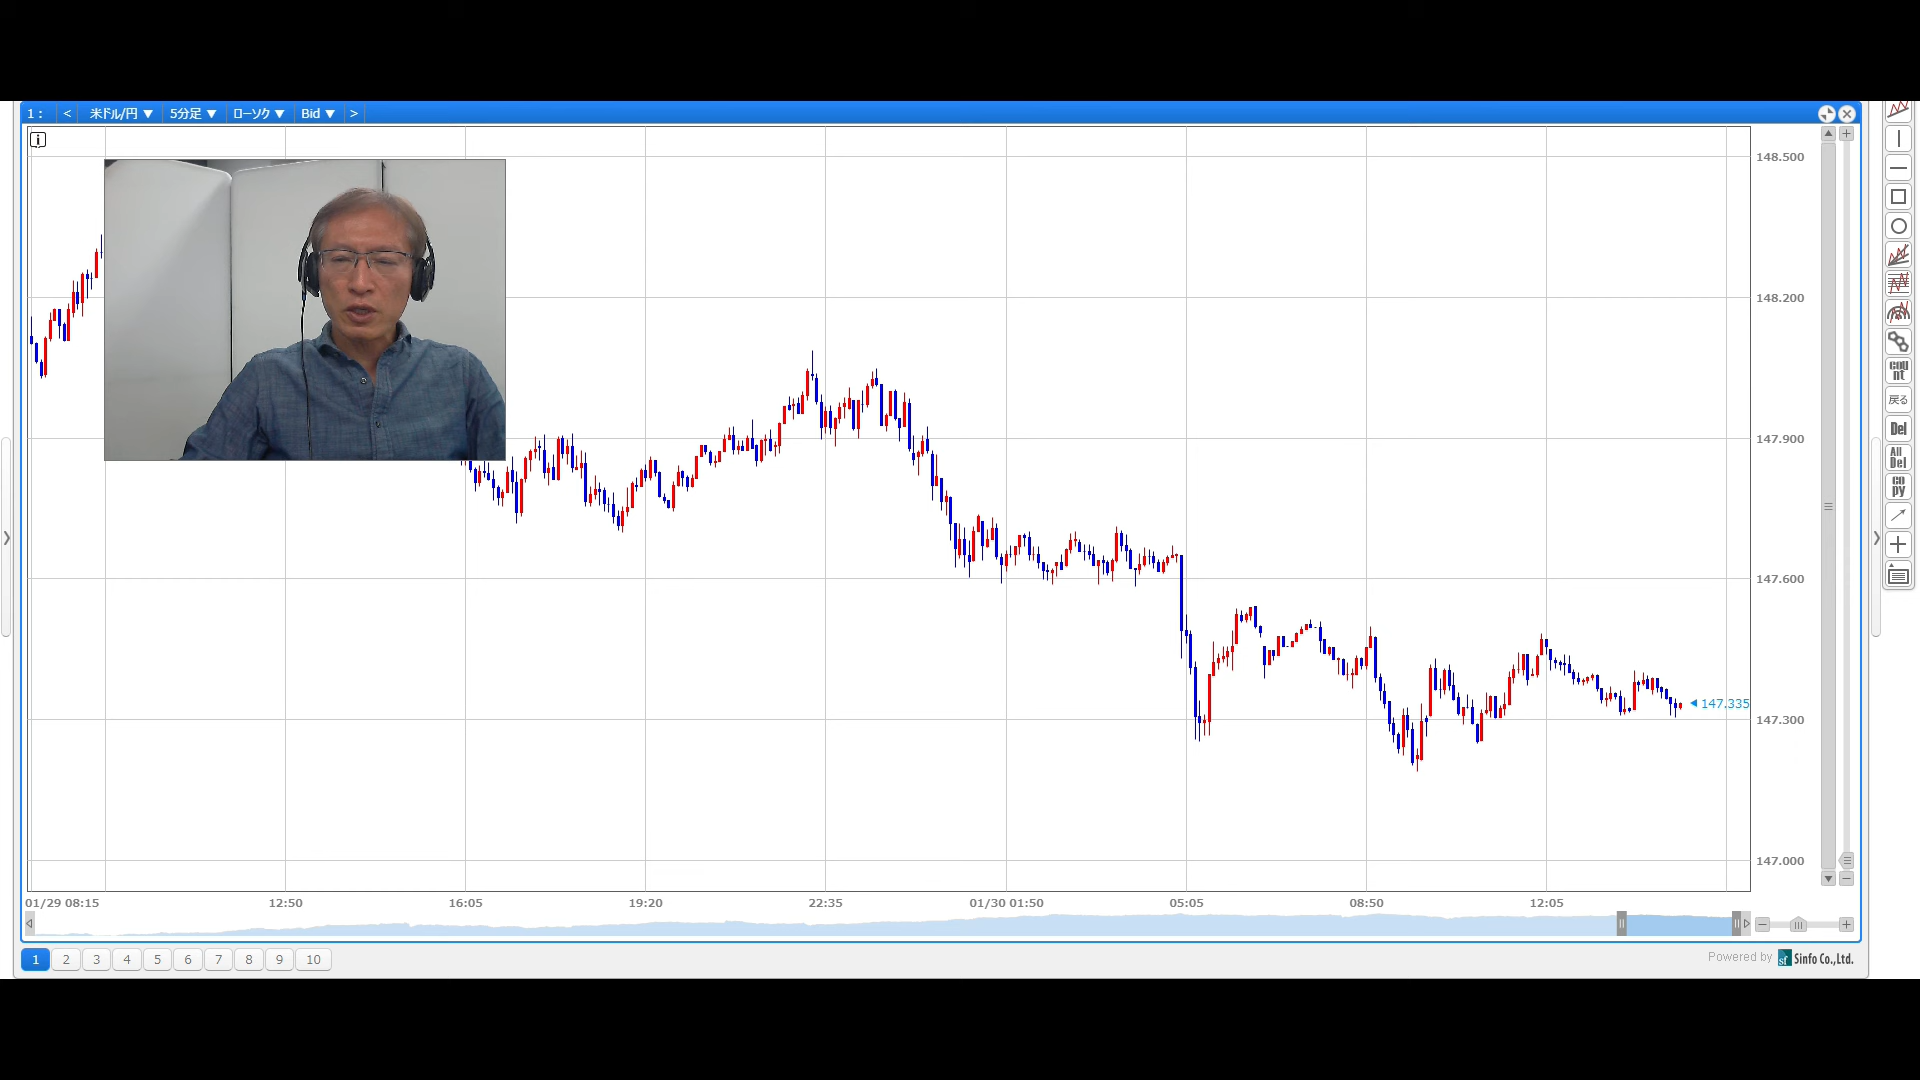 1 : < 米ドル/円 ▼ 5分足 ▼ ローソク ▼ Bid ▼ >
i
148.500
148.200
147.900
147.600
147.335
147.300
147.000
01/29 08:15 12:50 16:05 19:20 22:35 01/30 01:50 05:05 08:50 12:05
1 2 3 4 5 6 7 8 9 10
Powered by sf Sinfo Co.,Ltd.
cou
nt
戻る
Del
All
Del
co
py